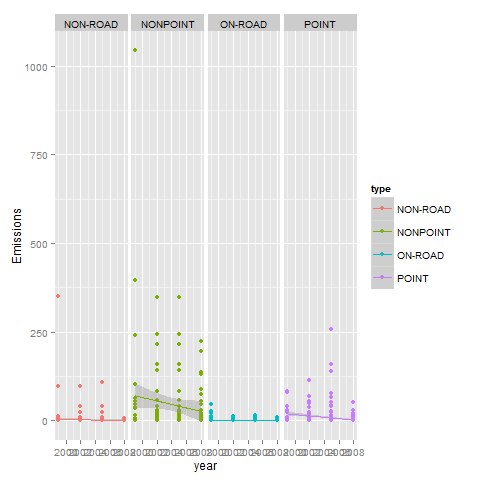 NON-ROAD NONPOINT ON-ROAD POINT
1000
750
500
250
0
Emissions
year
type
NON-ROAD
NONPOINT
ON-ROAD
POINT